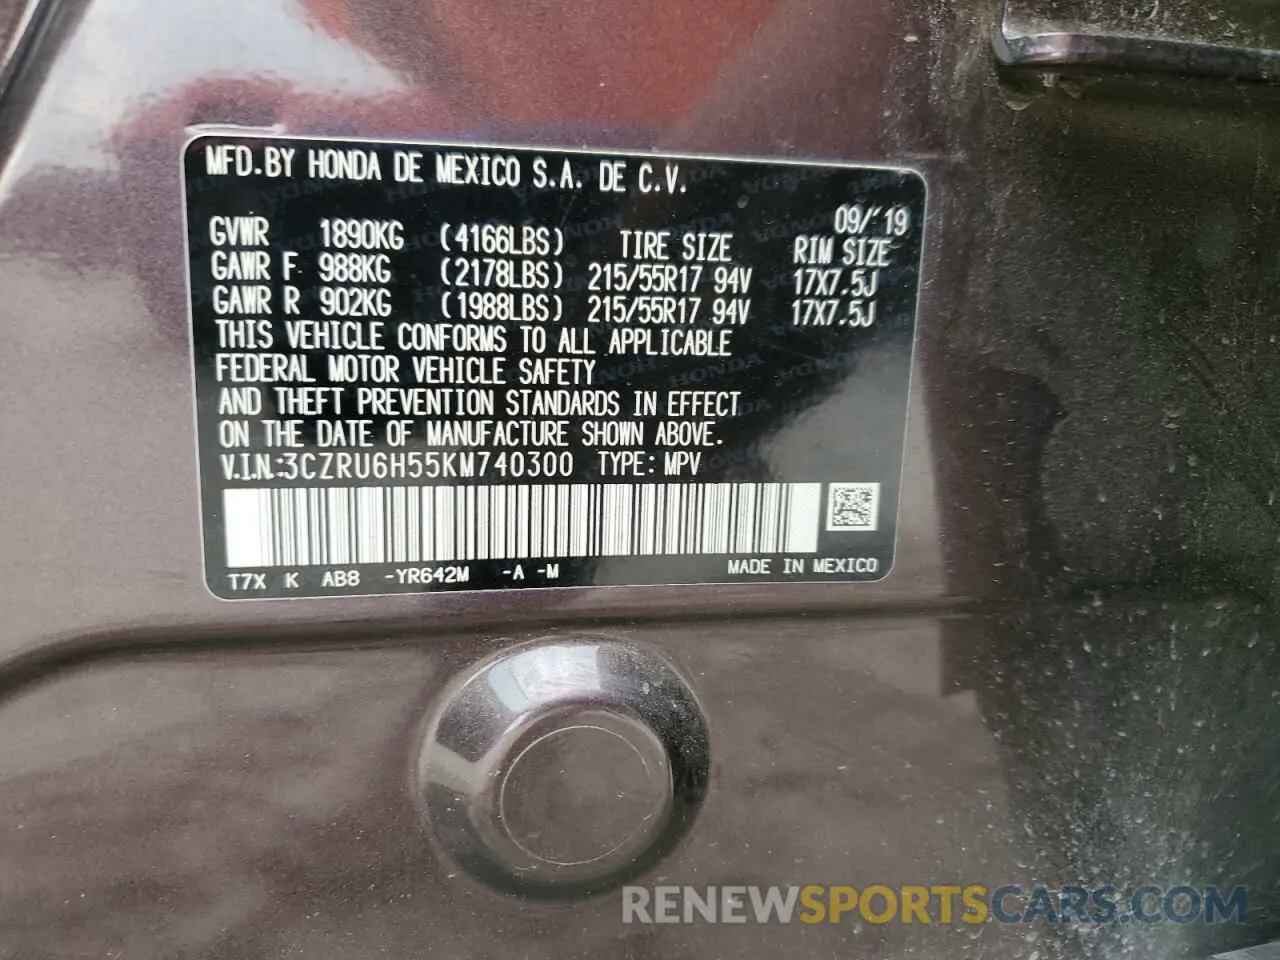 MFD.BY HONDA DE MEXICO S.A. DE C.V.
09/'19
GVWR 1890KG (4166LBS) TIRE SIZE RIM SIZE
GAWR F 988KG (2178LBS) 215/55R17 94V 17X7.5J
GAWR R 902KG (1988LBS) 215/55R17 94V 17X7.5J
THIS VEHICLE CONFORMS TO ALL APPLICABLE
FEDERAL MOTOR VEHICLE SAFETY
AND THEFT PREVENTION STANDARDS IN EFFECT
ON THE DATE OF MANUFACTURE SHOWN ABOVE.
V.I.N.:3CZRU6H55KM740300 TYPE: MPV
T7X K AB8 -YR642M -A -M MADE IN MEXICO
RENEWSPORTSCARS.COM